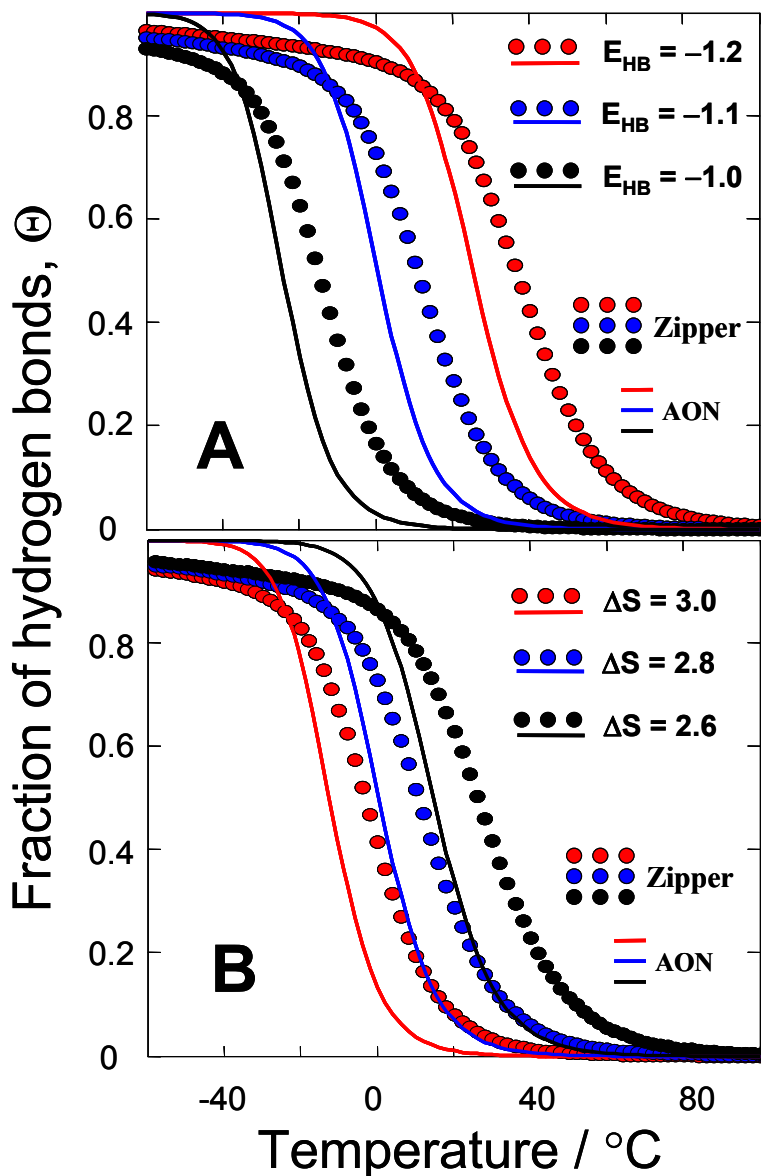 E_HB = –1.2
E_HB = –1.1
E_HB = –1.0
Zipper
AON
A
0.8
0.6
0.4
0.2
0
Fraction of hydrogen bonds, Θ
ΔS = 3.0
ΔS = 2.8
ΔS = 2.6
Zipper
AON
B
0.8
0.6
0.4
0.2
0
-40 0 40 80
Temperature / °C